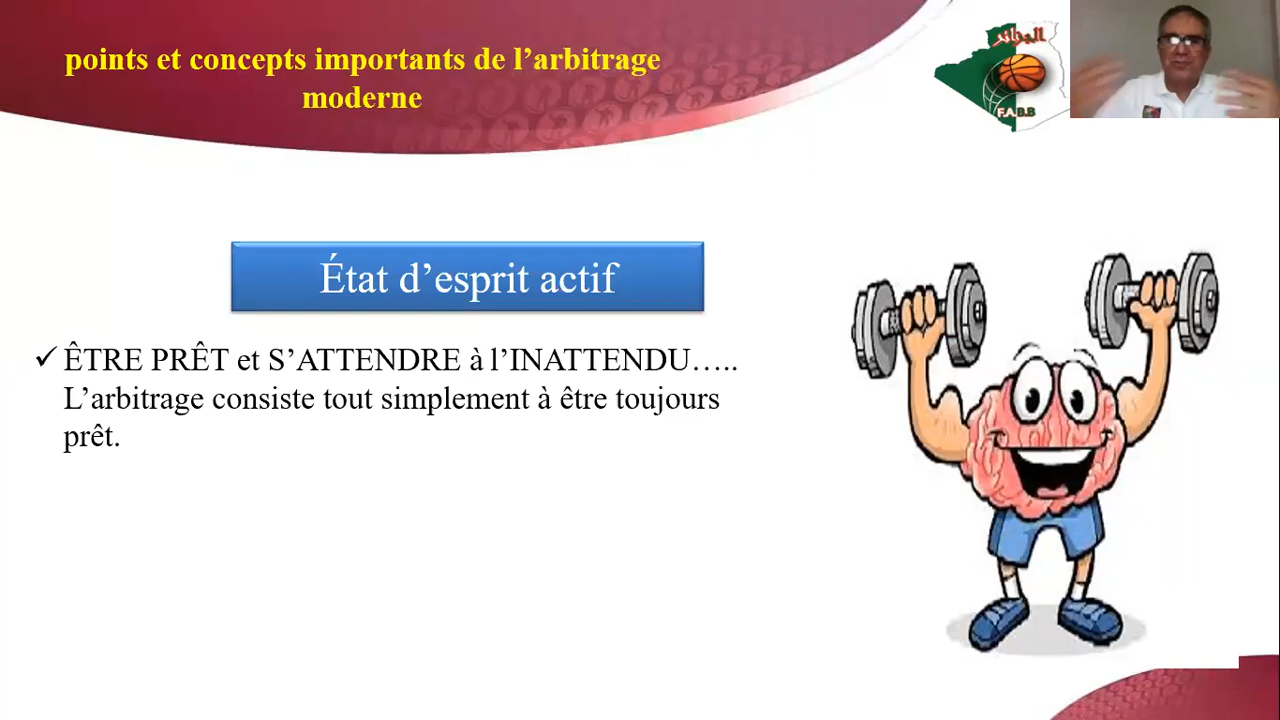 points et concepts importants de l’arbitrage
moderne
الجزائر
F.A.B.B
État d’esprit actif
✓ ÊTRE PRÊT et S’ATTENDRE à l’INATTENDU…..
L’arbitrage consiste tout simplement à être toujours
prêt.